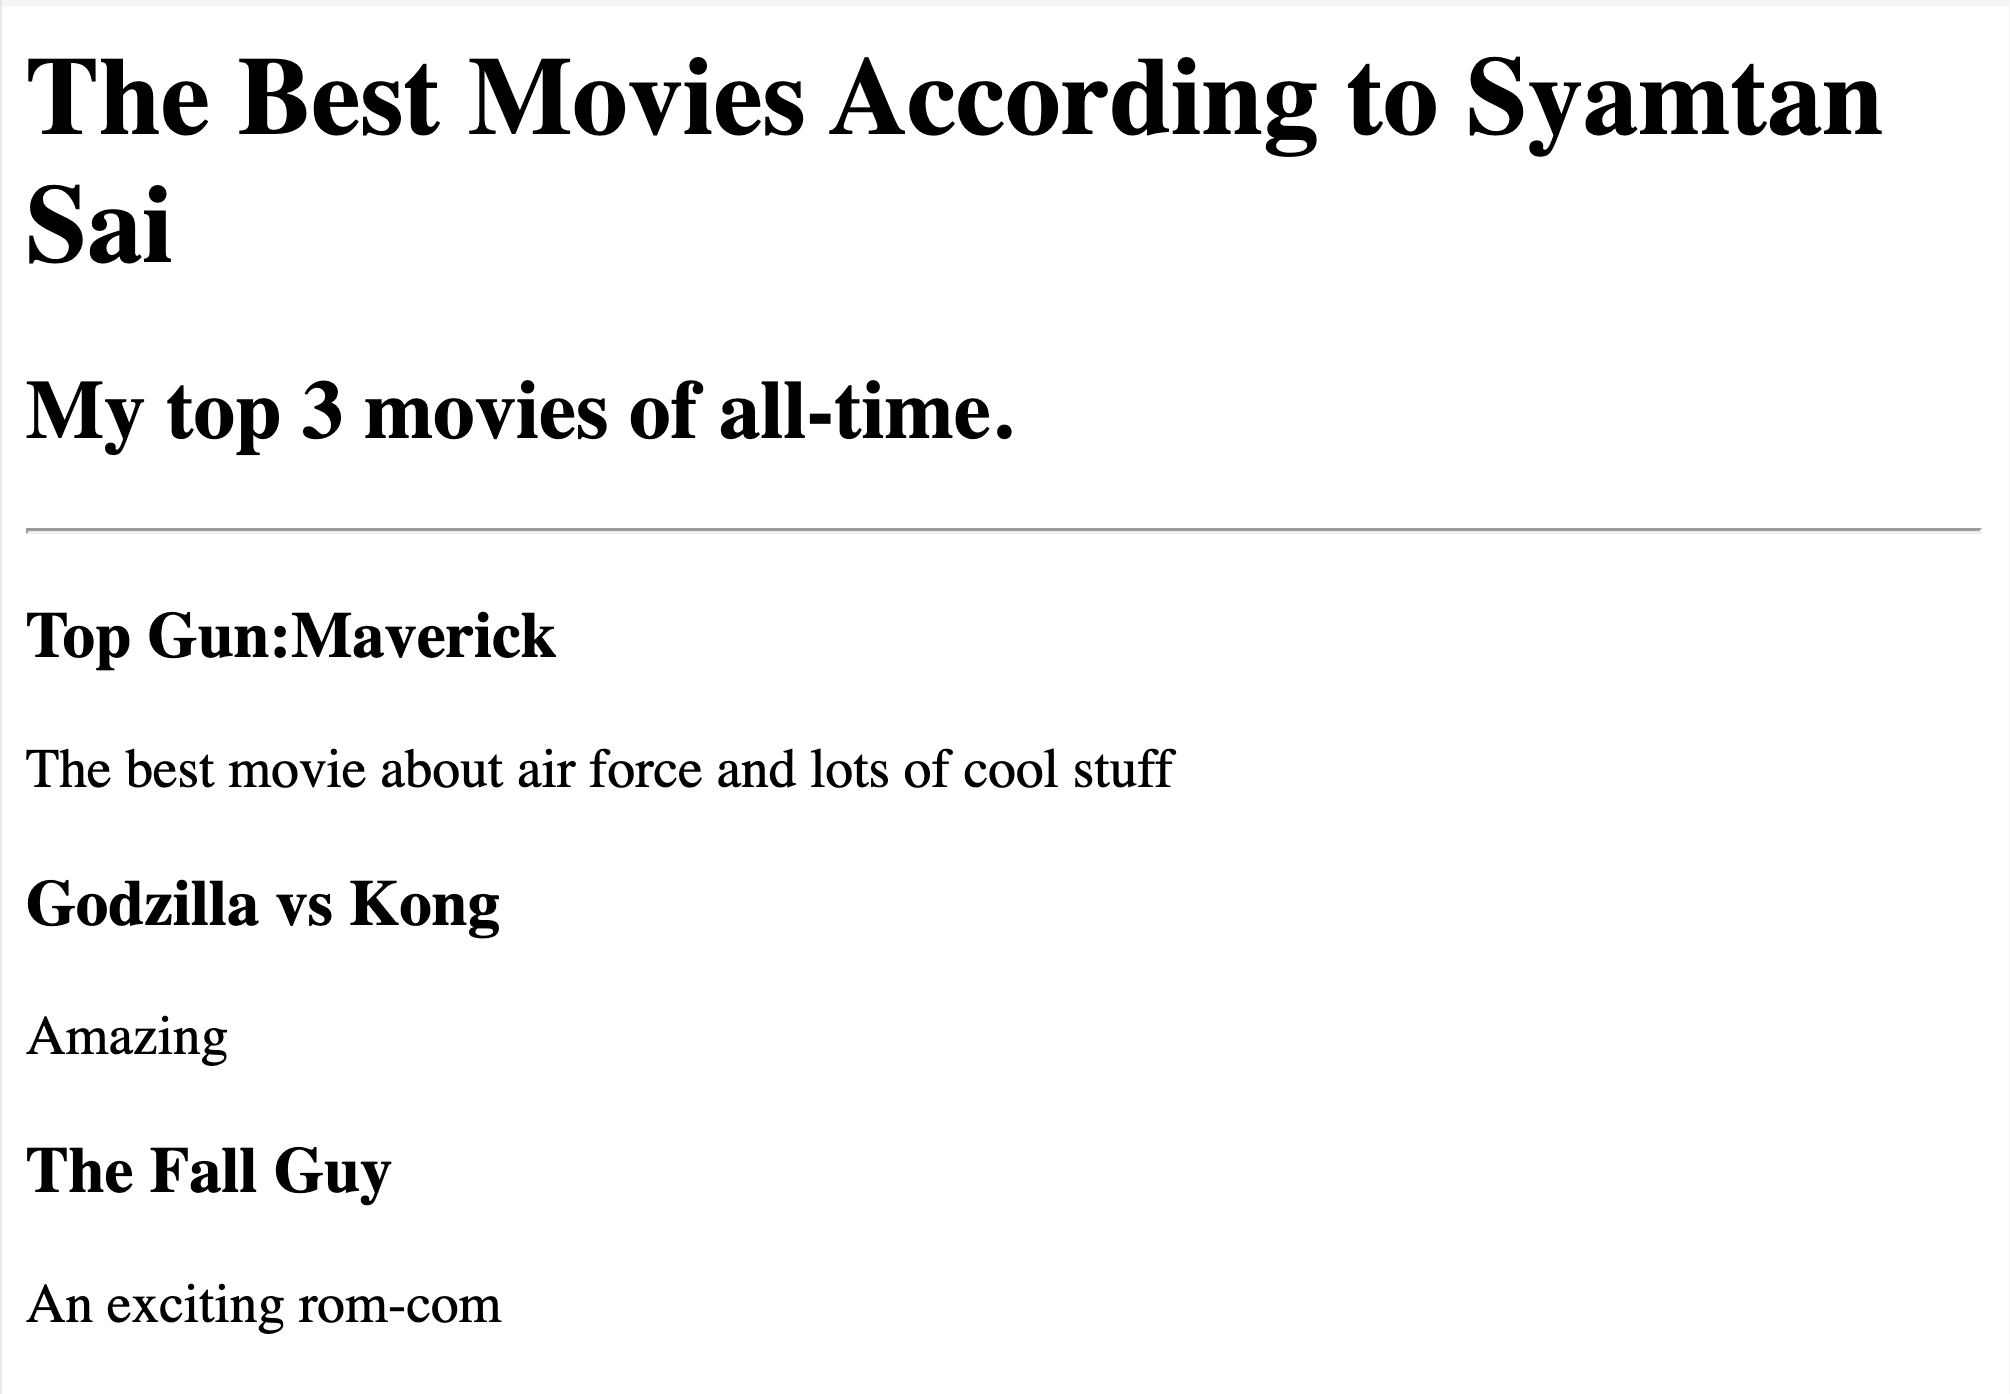 The Best Movies According to Syamtan
Sai
My top 3 movies of all-time.
Top Gun:Maverick
The best movie about air force and lots of cool stuff
Godzilla vs Kong
Amazing
The Fall Guy
An exciting rom-com